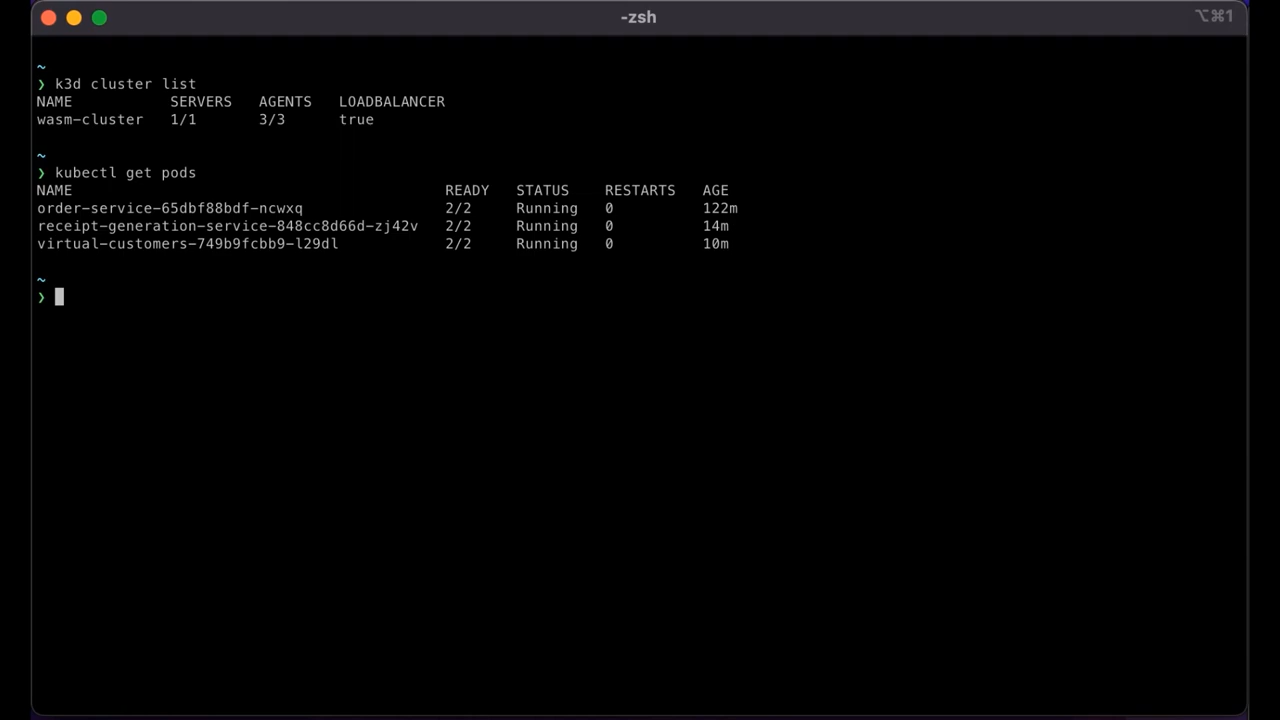 -zsh
⌥⌘1
~
❯ k3d cluster list
NAME SERVERS AGENTS LOADBALANCER
wasm-cluster 1/1 3/3 true
~
❯ kubectl get pods
NAME READY STATUS RESTARTS AGE
order-service-65dbf88bdf-ncwxq 2/2 Running 0 122m
receipt-generation-service-848cc8d66d-zj42v 2/2 Running 0 14m
virtual-customers-749b9fcbb9-l29dl 2/2 Running 0 10m
~
❯